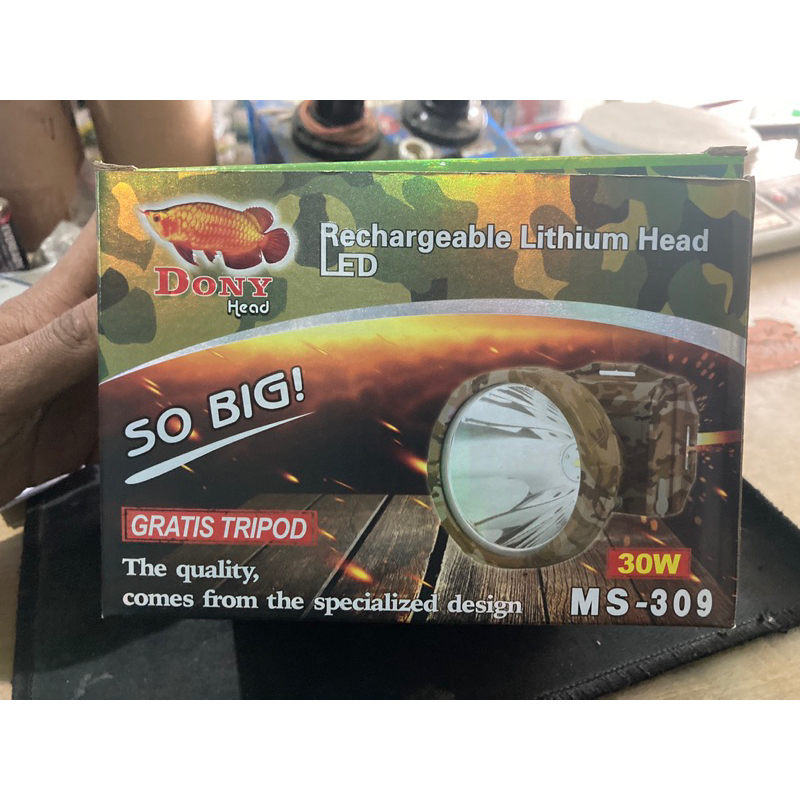 Rechargeable Lithium Head
LED
DONY
Head
SO BIG!
GRATIS TRIPOD
The quality,
comes from the specialized design
30W
MS-309